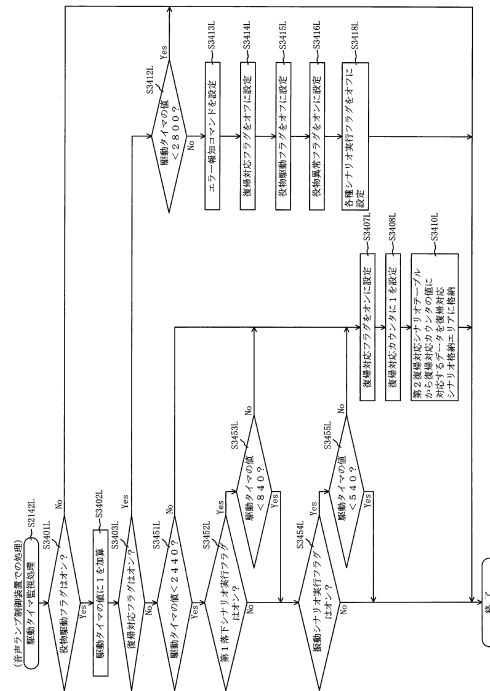 (音声ランプ制御装置での処理)
駆動タイマ監視処理
S2142L
S3401L
役物駆動フラグはオン?
No
Yes
S3402L
駆動タイマの値に1を加算
S3403L
復帰対応フラグはオン?
Yes
No
S3451L
駆動タイマの値<2440?
No
Yes
S3452L
第1落下シナリオ実行フラグ
はオン?
Yes
No
S3453L
駆動タイマの値
<840?
No
Yes
S3454L
振動シナリオ実行フラグ
はオン?
Yes
No
S3455L
駆動タイマの値
<540?
No
Yes
S3407L
復帰対応フラグをオンに設定
S3408L
復帰対応カウンタに1を設定
S3410L
第2復帰対応シナリオテーブル
から復帰対応カウンタの値に
対応するデータを復帰対応
シナリオ格納エリアに格納
S3412L
駆動タイマの値
<2800?
Yes
No
S3413L
エラー報知コマンドを設定
S3414L
復帰対応フラグをオフに設定
S3415L
役物駆動フラグをオフに設定
S3416L
役物異常フラグをオンに設定
S3418L
各種シナリオ実行フラグをオフに
設定
終了